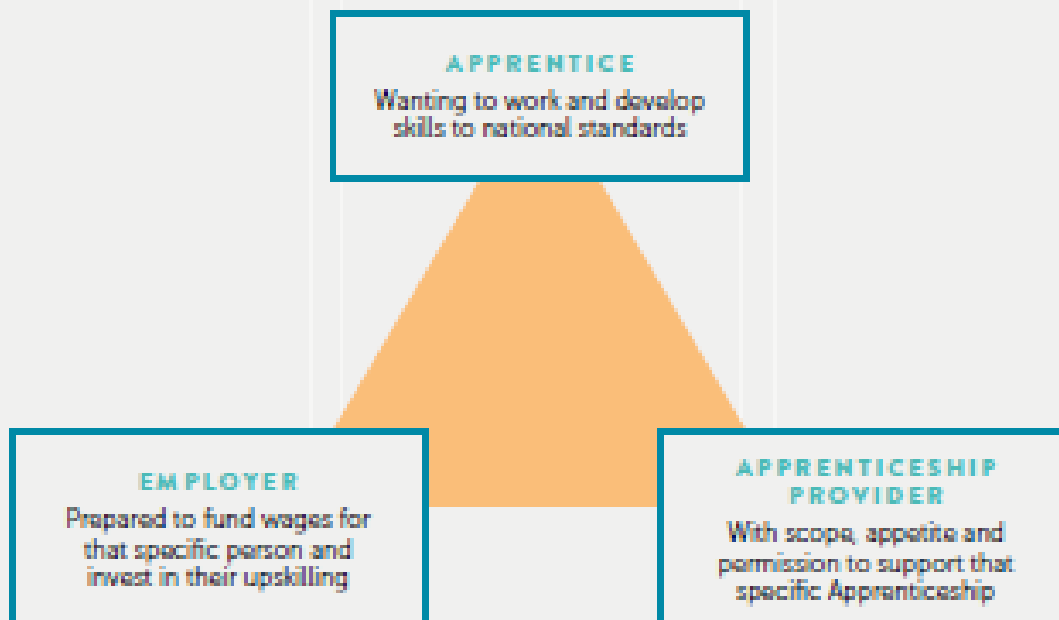 APPRENTICE
Wanting to work and develop
skills to national standards
EMPLOYER
Prepared to fund wages for
that specific person and
invest in their upskilling
APPRENTICESHIP
PROVIDER
With scope, appetite and
permission to support that
specific Apprenticeship